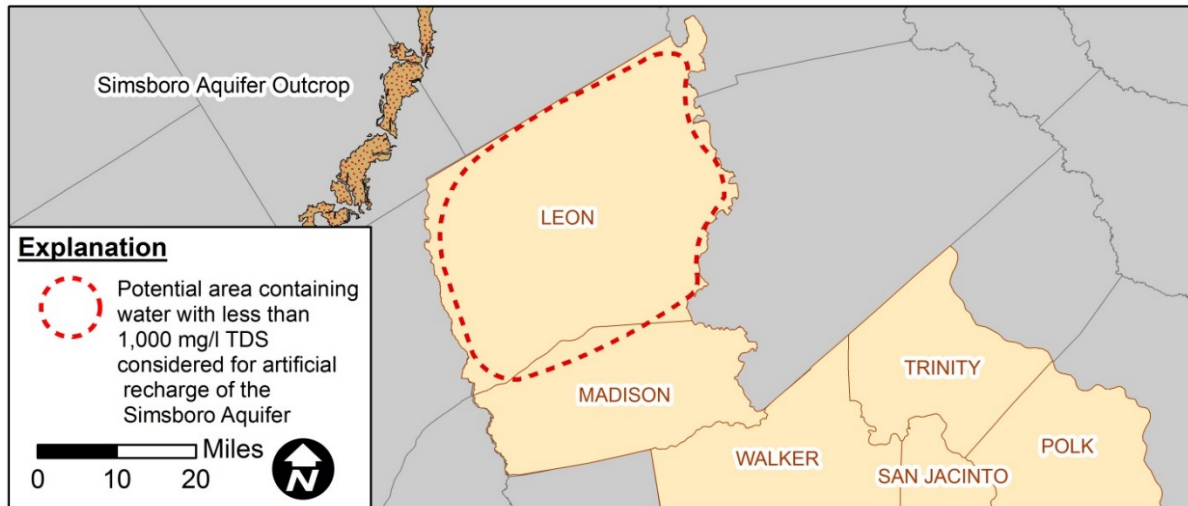 Simsboro Aquifer Outcrop
LEON
MADISON
TRINITY
WALKER
SAN JACINTO
POLK
Explanation
Potential area containing
water with less than
1,000 mg/l TDS
considered for artificial
recharge of the
Simsboro Aquifer
Miles
0 10 20
N